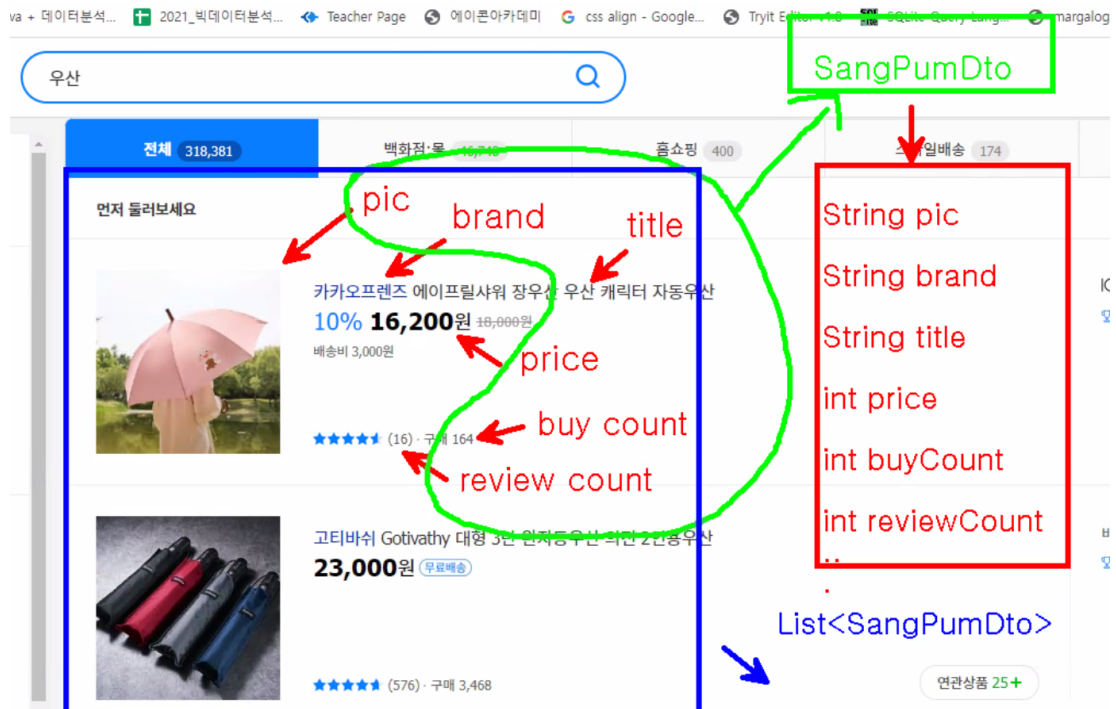 va + 데이터분석...
2021_빅데이터분석...
Teacher Page
에이콘아카데미
css align - Google...
Tryit Editor v1.8
SQLite Query Lang...
margalog
우산
SangPumDto
전체 318,381
백화점·몰
홈쇼핑 400
174
먼저 둘러보세요
pic
brand
title
String pic
String brand
String title
int price
int buyCount
int reviewCount
카카오프렌즈 에이프릴샤워 장우산 우산 캐릭터 자동우산
10% 16,200원 18,000원
배송비 3,000원
price
buy count
(16) · 구매 164
review count
고티바쉬 Gotivathy 대형 3단 완자동우산 의전 2인용우산
23,000원 무료배송
List<SangPumDto>
(576) · 구매 3,468
연관상품 25+